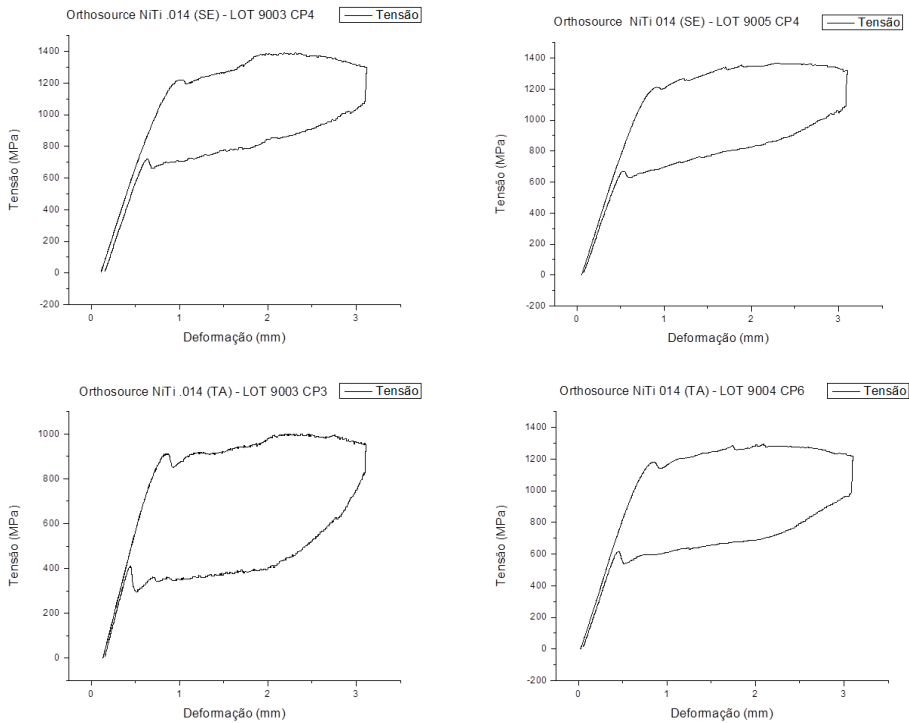 Orthosource NiTi .014 (SE) - LOT 9003 CP4
Tensão
1400
1200
1000
800
600
400
200
0
-200
Tensão (MPa)
0 1 2 3
Deformação (mm)
Orthosource NiTi 014 (SE) - LOT 9005 CP4
Tensão
1400
1200
1000
800
600
400
200
0
-200
Tensão (MPa)
0 1 2 3
Deformação (mm)
Orthosource NiTi .014 (TA) - LOT 9003 CP3
Tensão
1000
800
600
400
200
0
Tensão (MPa)
0 1 2 3
Deformação (mm)
Orthosource NiTi 014 (TA) - LOT 9004 CP6
Tensão
1400
1200
1000
800
600
400
200
0
-200
Tensão (MPa)
0 1 2 3
Deformação (mm)